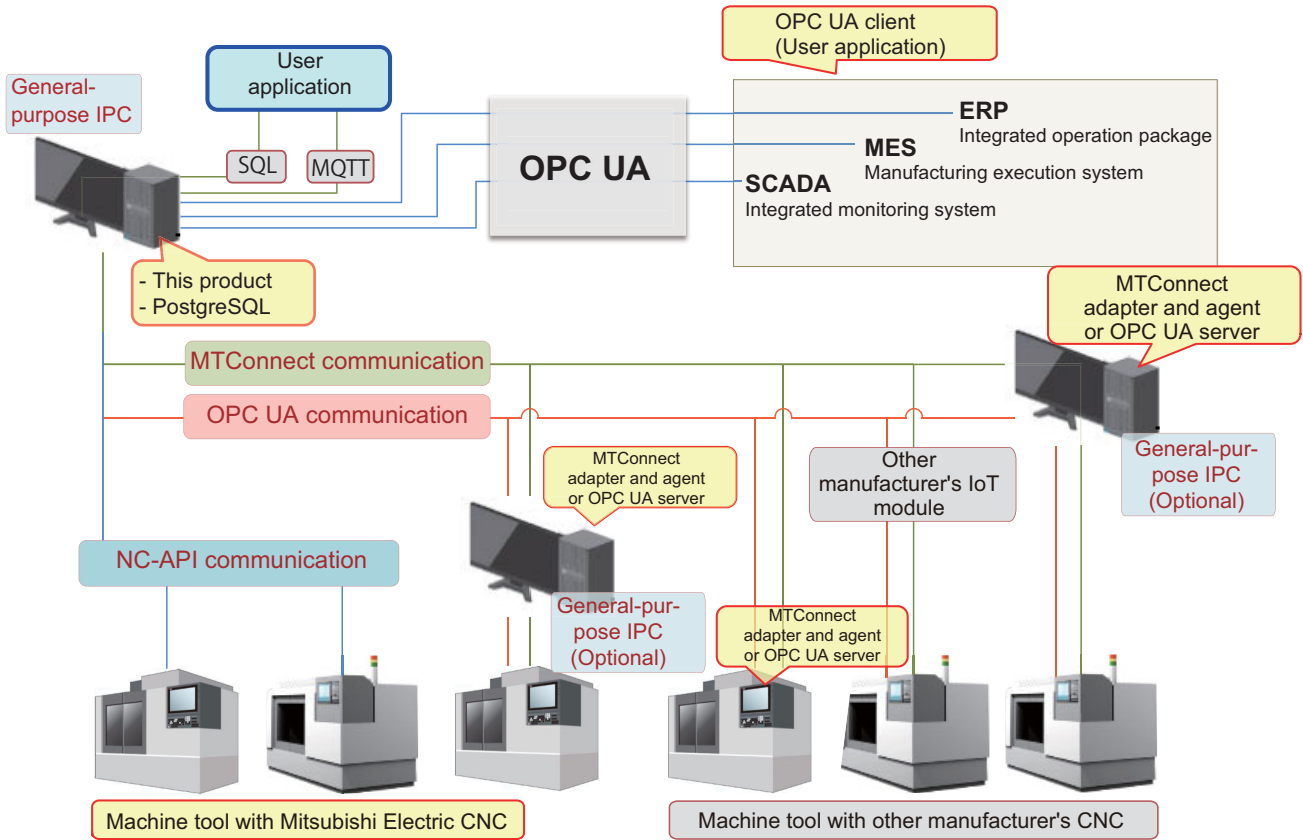 OPC UA client
(User application)
User
application
General-
purpose IPC
SQL
MQTT
OPC UA
ERP
Integrated operation package
MES
Manufacturing execution system
SCADA
Integrated monitoring system
- This product
- PostgreSQL
MTConnect
adapter and agent
or OPC UA server
MTConnect communication
OPC UA communication
General-pur-
pose IPC
(Optional)
MTConnect
adapter and agent
or OPC UA server
Other
manufacturer's IoT
module
NC-API communication
General-pur-
pose IPC
(Optional)
MTConnect
adapter and agent
or OPC UA server
Machine tool with Mitsubishi Electric CNC
Machine tool with other manufacturer's CNC